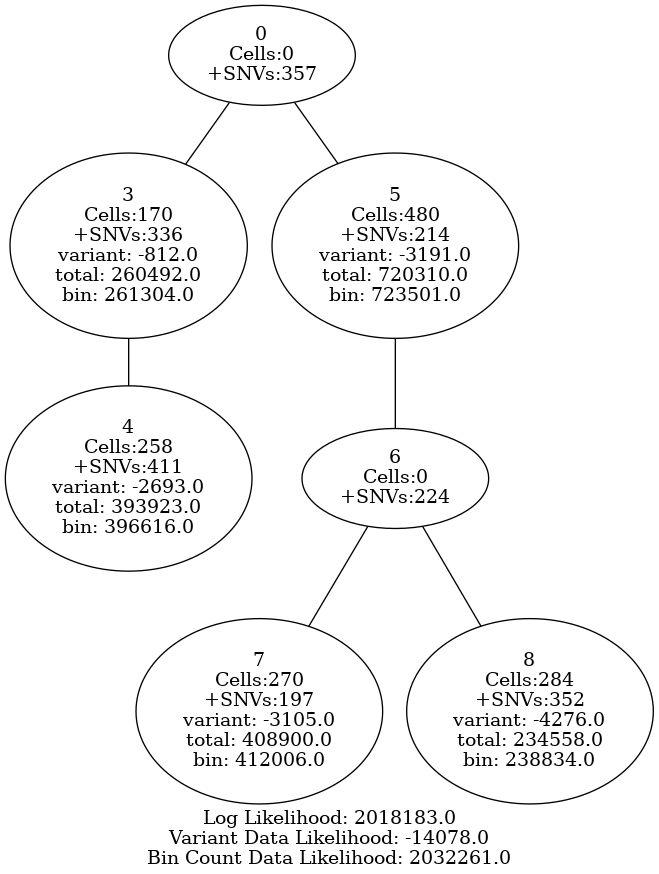 0
Cells:0
+SNVs:357
3
Cells:170
+SNVs:336
variant: -812.0
total: 260492.0
bin: 261304.0
5
Cells:480
+SNVs:214
variant: -3191.0
total: 720310.0
bin: 723501.0
4
Cells:258
+SNVs:411
variant: -2693.0
total: 393923.0
bin: 396616.0
6
Cells:0
+SNVs:224
7
Cells:270
+SNVs:197
variant: -3105.0
total: 408900.0
bin: 412006.0
8
Cells:284
+SNVs:352
variant: -4276.0
total: 234558.0
bin: 238834.0
Log Likelihood: 2018183.0
Variant Data Likelihood: -14078.0
Bin Count Data Likelihood: 2032261.0